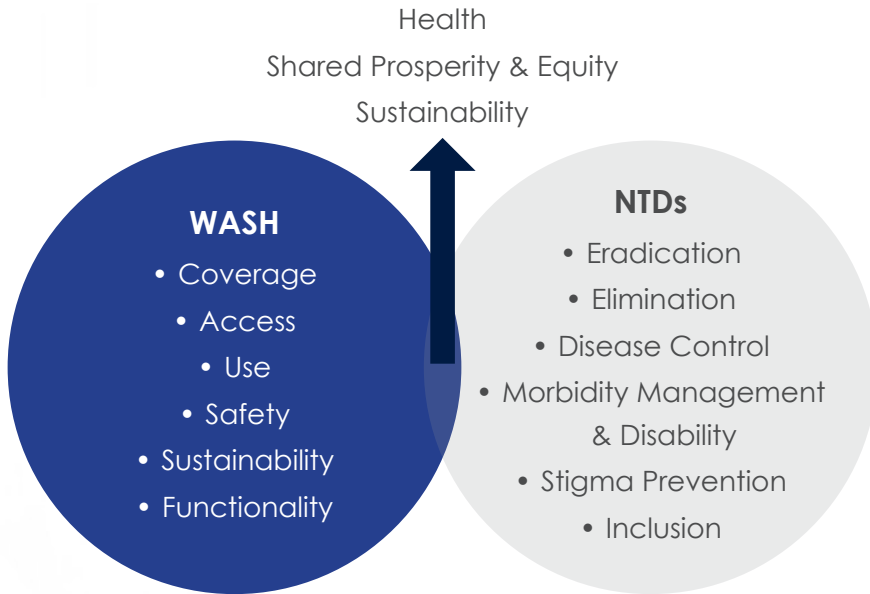 Health
Shared Prosperity & Equity
Sustainability
WASH
• Coverage
• Access
• Use
• Safety
• Sustainability
• Functionality
NTDs
• Eradication
• Elimination
• Disease Control
• Morbidity Management
& Disability
• Stigma Prevention
• Inclusion